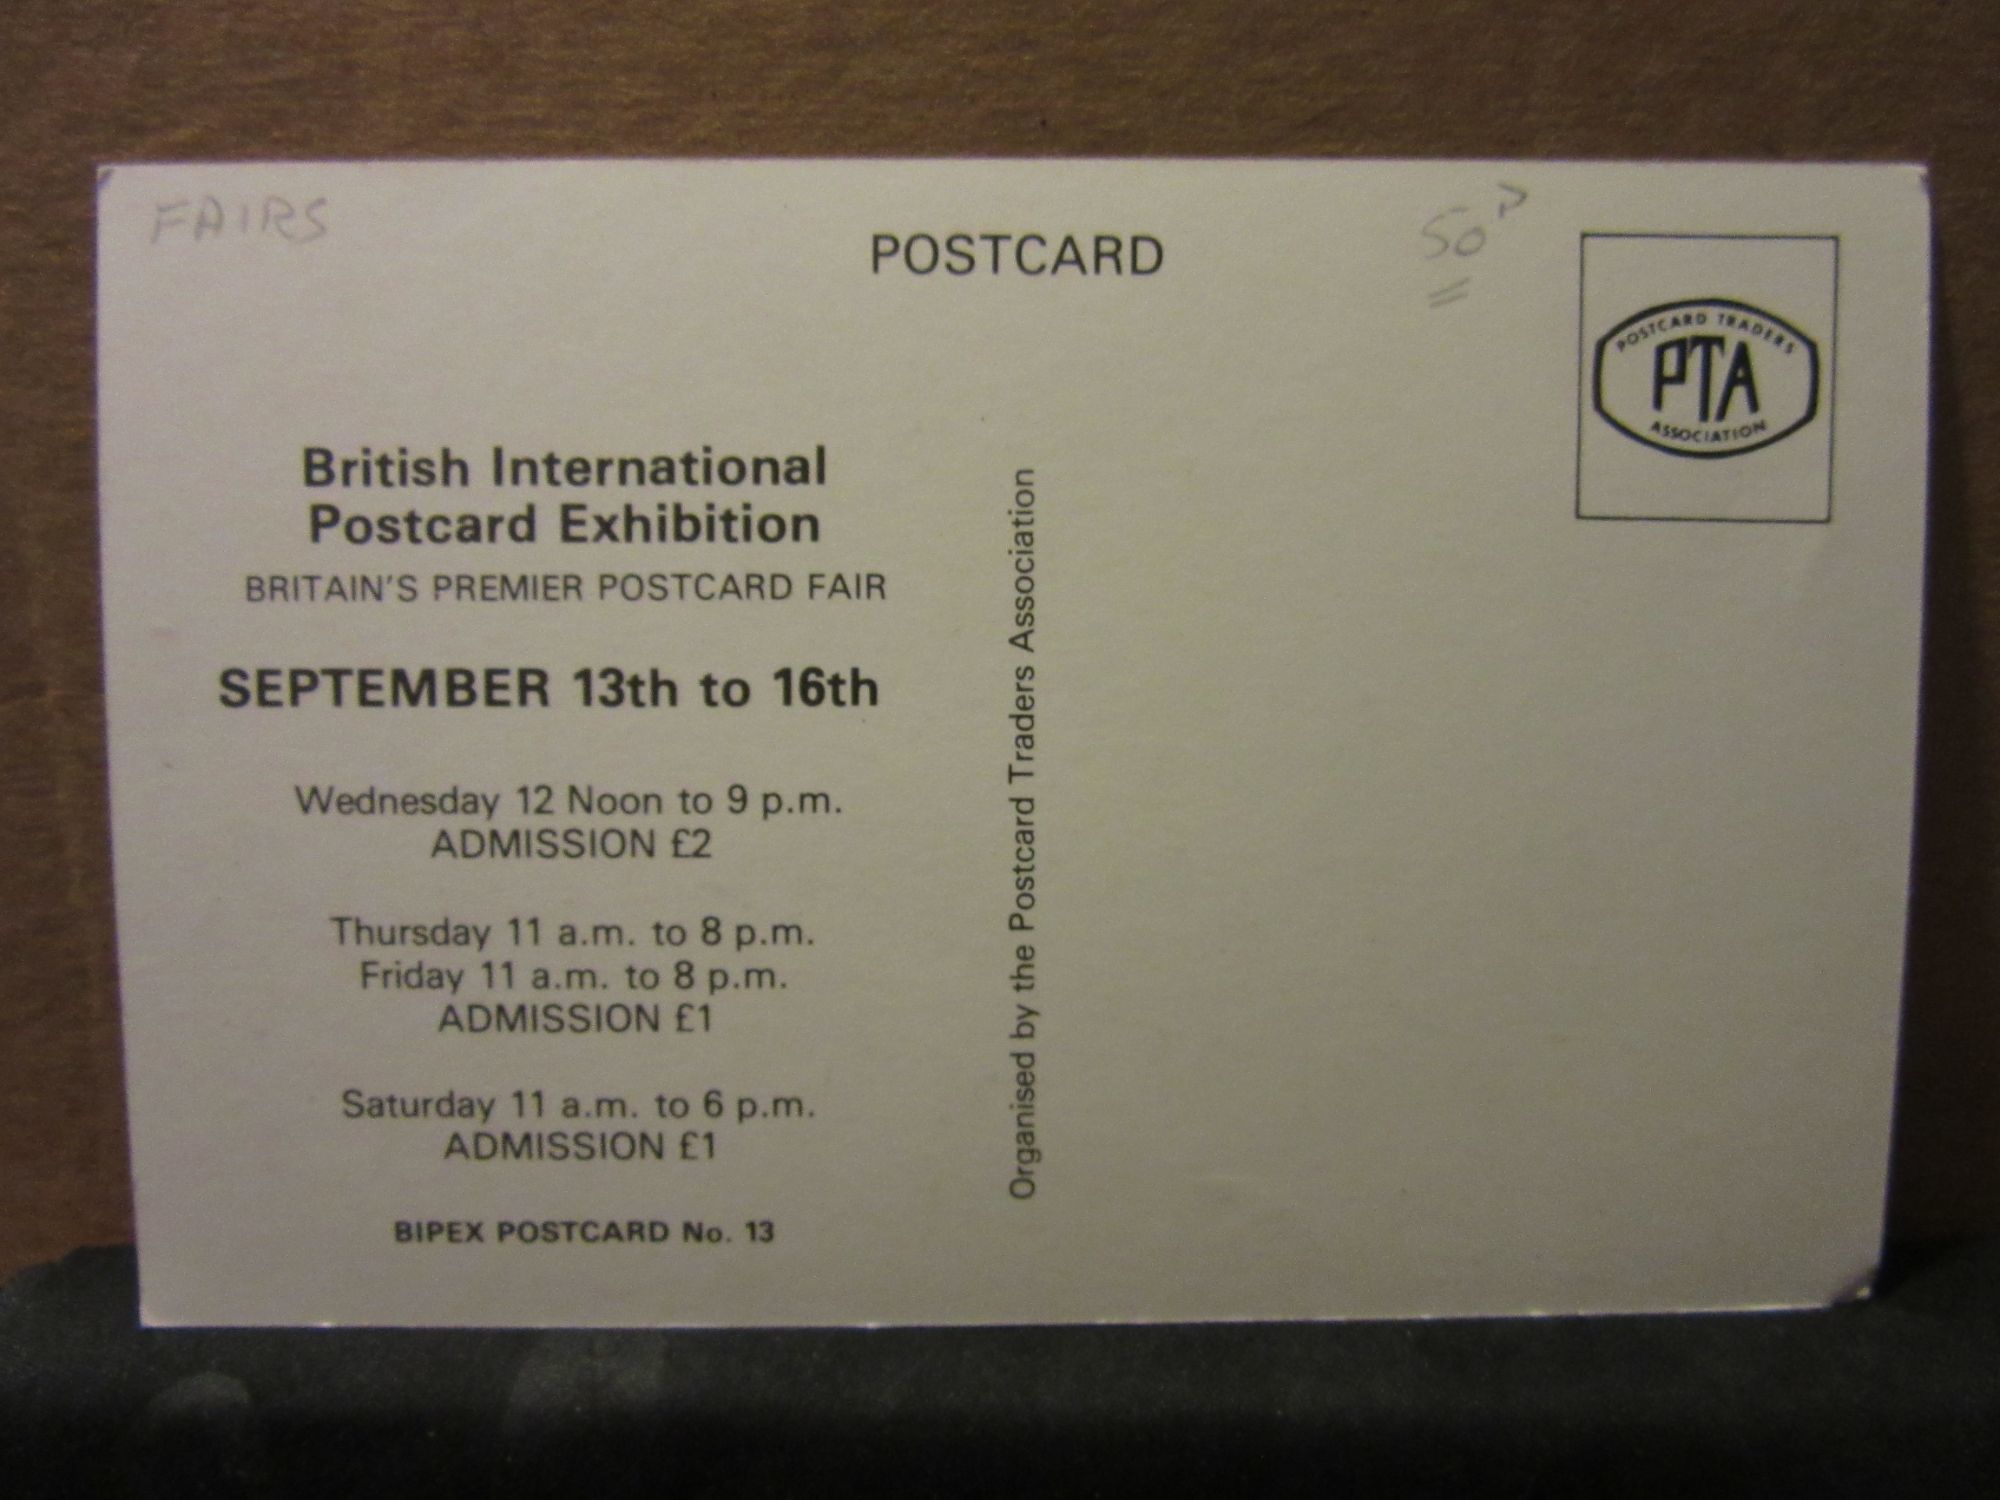 FAIRS
POSTCARD
50P
POSTCARD TRADERS
PTA
ASSOCIATION
British International
Postcard Exhibition
BRITAIN'S PREMIER POSTCARD FAIR
SEPTEMBER 13th to 16th
Wednesday 12 Noon to 9 p.m.
ADMISSION £2
Thursday 11 a.m. to 8 p.m.
Friday 11 a.m. to 8 p.m.
ADMISSION £1
Saturday 11 a.m. to 6 p.m.
ADMISSION £1
BIPEX POSTCARD No. 13
Organised by the Postcard Traders Association